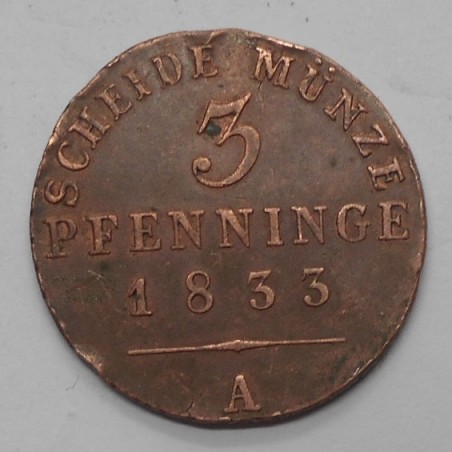 SCHEIDE MÜNZE
3
PFENNINGE
1833
A